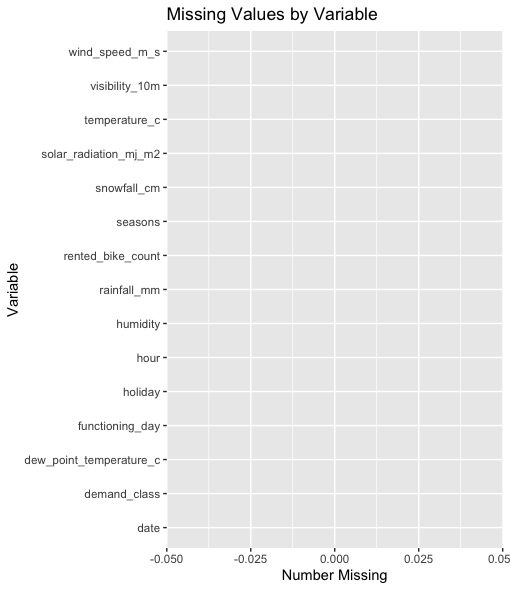 Missing Values by Variable
Variable
wind_speed_m_s
visibility_10m
temperature_c
solar_radiation_mj_m2
snowfall_cm
seasons
rented_bike_count
rainfall_mm
humidity
hour
holiday
functioning_day
dew_point_temperature_c
demand_class
date
-0.050 -0.025 0.000 0.025 0.05
Number Missing